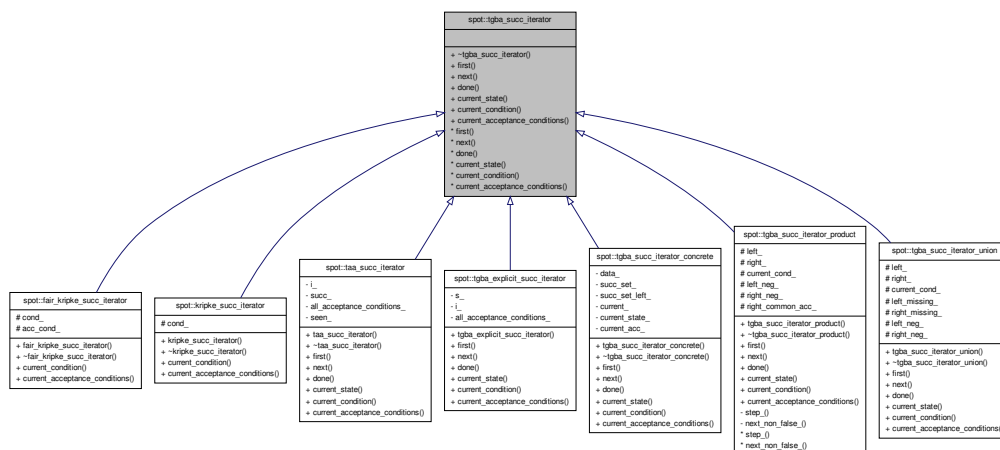 spot::tgba_succ_iterator
+ ~tgba_succ_iterator()
+ first()
+ next()
+ done()
+ current_state()
+ current_condition()
+ current_acceptance_conditions()
* first()
* next()
* done()
* current_state()
* current_condition()
* current_acceptance_conditions()
spot::fair_kripke_succ_iterator
# cond_
# acc_cond_
+ fair_kripke_succ_iterator()
+ ~fair_kripke_succ_iterator()
+ current_condition()
+ current_acceptance_conditions()
spot::kripke_succ_iterator
# cond_
+ kripke_succ_iterator()
+ ~kripke_succ_iterator()
+ current_condition()
+ current_acceptance_conditions()
spot::taa_succ_iterator
- i_
- succ_
- all_acceptance_conditions_
- seen_
+ taa_succ_iterator()
+ ~taa_succ_iterator()
+ first()
+ next()
+ done()
+ current_state()
+ current_condition()
+ current_acceptance_conditions()
spot::tgba_explicit_succ_iterator
- s_
- i_
- all_acceptance_conditions_
+ tgba_explicit_succ_iterator()
+ first()
+ next()
+ done()
+ current_state()
+ current_condition()
+ current_acceptance_conditions()
spot::tgba_succ_iterator_concrete
- data_
- succ_set_
- succ_set_left_
- current_
- current_state_
- current_acc_
+ tgba_succ_iterator_concrete()
+ ~tgba_succ_iterator_concrete()
+ first()
+ next()
+ done()
+ current_state()
+ current_condition()
+ current_acceptance_conditions()
spot::tgba_succ_iterator_product
# left_
# right_
# current_cond_
# left_neg_
# right_neg_
# right_common_acc_
+ tgba_succ_iterator_product()
+ ~tgba_succ_iterator_product()
+ first()
+ next()
+ done()
+ current_state()
+ current_condition()
+ current_acceptance_conditions()
- step_()
- next_non_false_()
* step_()
* next_non_false_()
spot::tgba_succ_iterator_union
# left_
# right_
# current_cond_
# left_missing_
# right_missing_
# left_neg_
# right_neg_
+ tgba_succ_iterator_union()
+ ~tgba_succ_iterator_union()
+ first()
+ next()
+ done()
+ current_state()
+ current_condition()
+ current_acceptance_conditions()